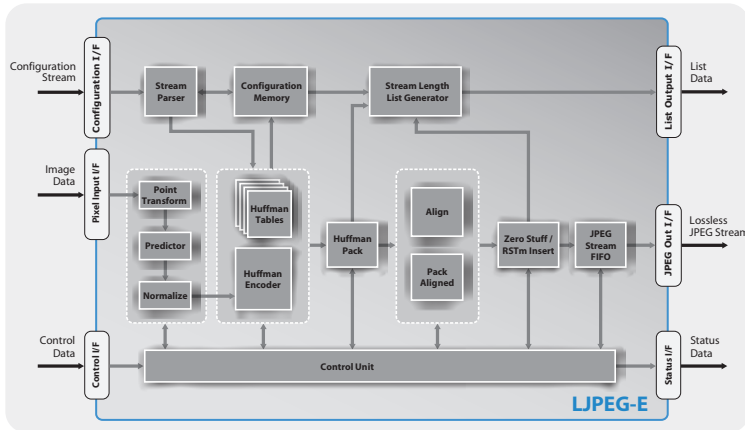 Configuration
Stream
Configuration I/F
Stream
Parser
Configuration
Memory
Stream Length
List Generator
List Output I/F
List
Data
Image
Data
Pixel Input I/F
Point
Transform
Predictor
Normalize
Huffman
Tables
Huffman
Encoder
Huffman
Pack
Align
Pack
Aligned
Zero Stuff /
RSTm Insert
JPEG
Stream
FIFO
JPEG Out I/F
Lossless
JPEG Stream
Control
Data
Control I/F
Control Unit
Status I/F
Status
Data
LJPEG-E